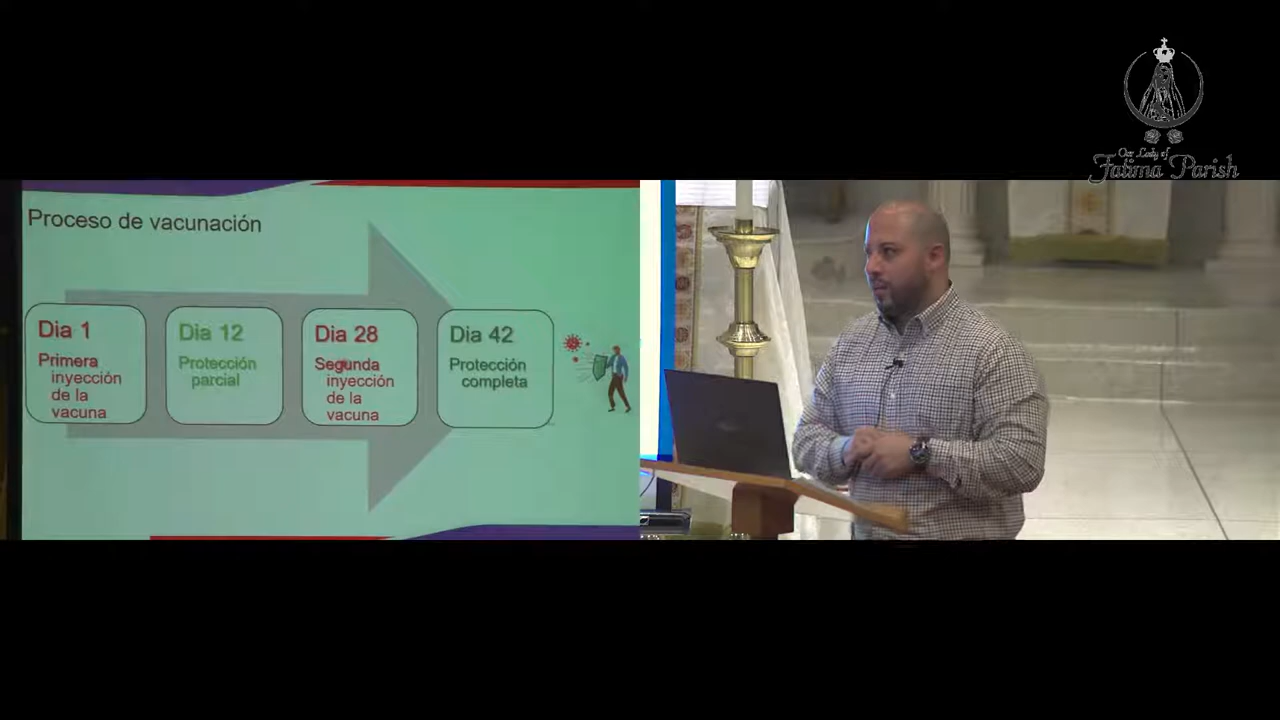 Our Lady of
Fatima Parish
Proceso de vacunación
Dia 1
Primera
inyección
de la
vacuna
Dia 12
Protección
parcial
Dia 28
Segunda
inyección
de la
vacuna
Dia 42
Protección
completa